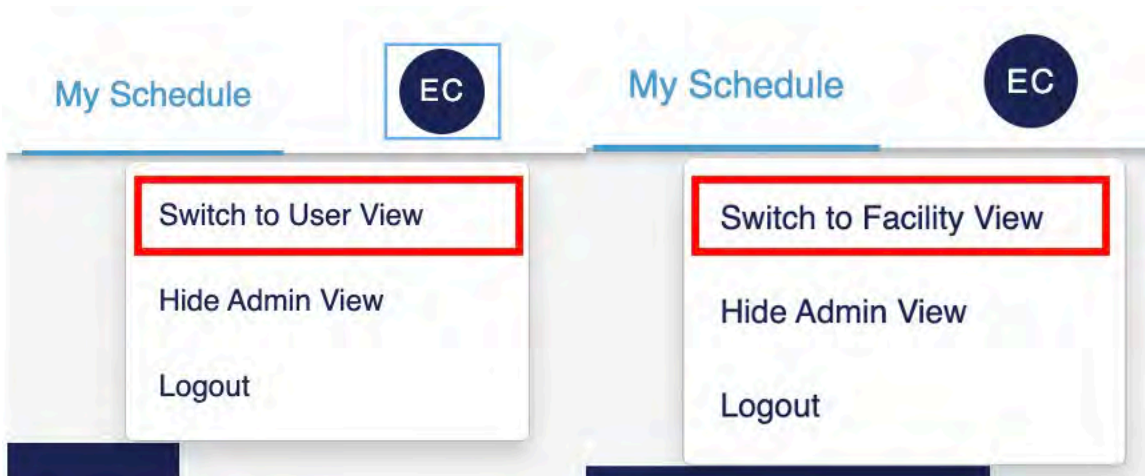 My Schedule
EC
Switch to User View
Hide Admin View
Logout
My Schedule
EC
Switch to Facility View
Hide Admin View
Logout